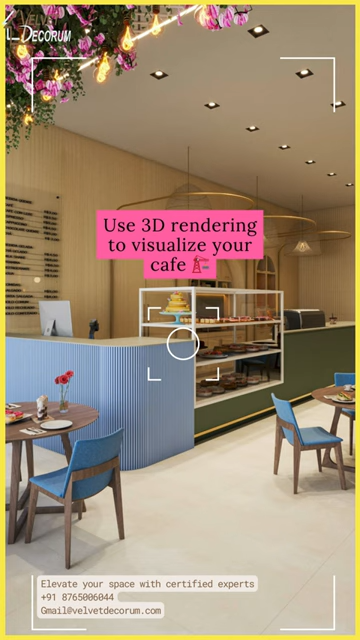 VELVET
DECORUM
Use 3D rendering
to visualize your
cafe
Elevate your space with certified experts
+91 8765006044
Gmail@velvetdecorum.com